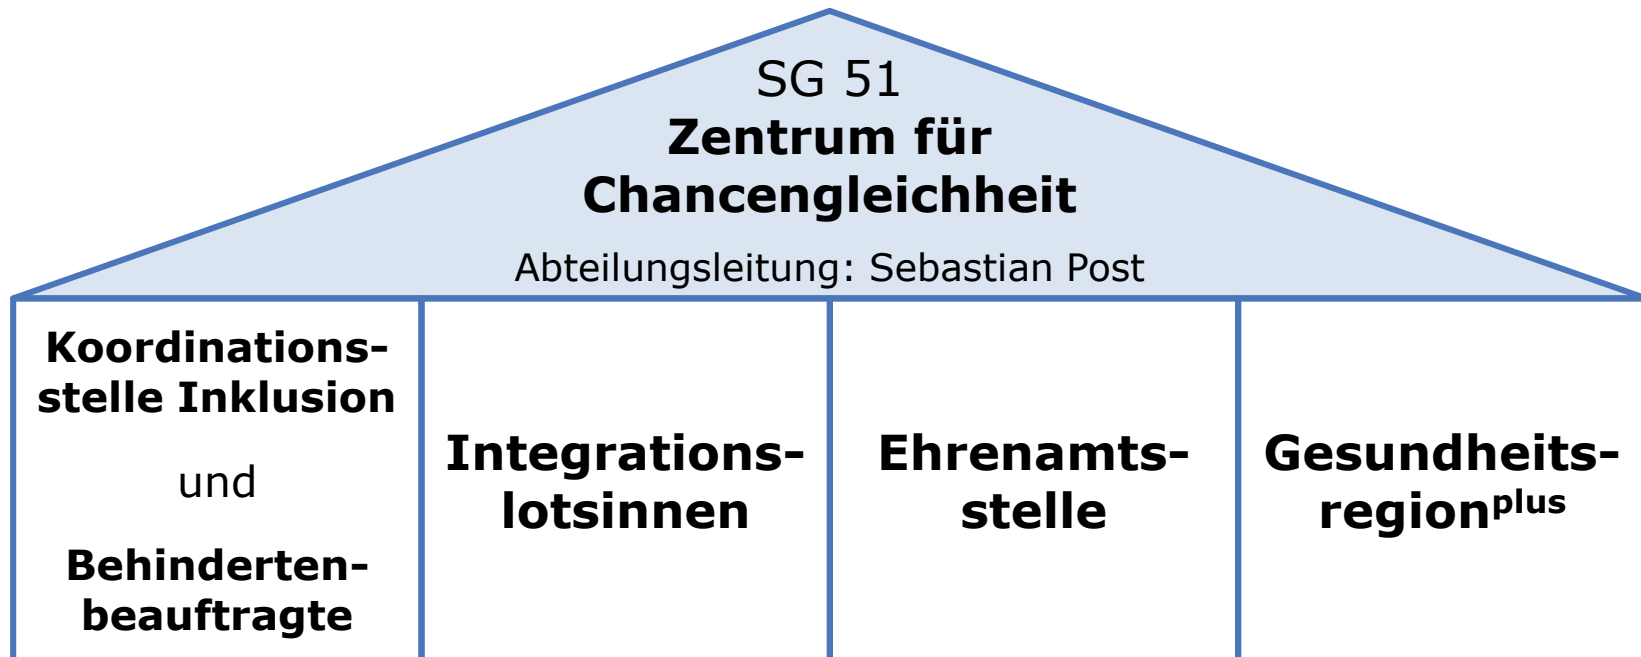 SG 51
Zentrum für
Chancengleichheit
Abteilungsleitung: Sebastian Post
Koordinations-
stelle Inklusion
und
Behinderten-
beauftragte
Integrations-
lotsinnen
Ehrenamts-
stelle
Gesundheits-
regionplus